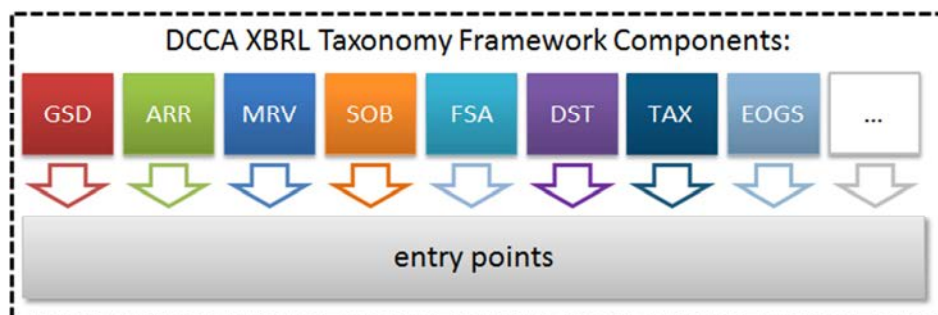 DCCA XBRL Taxonomy Framework Components:
GSD ARR MRV SOB FSA DST TAX EOGS ...
entry points